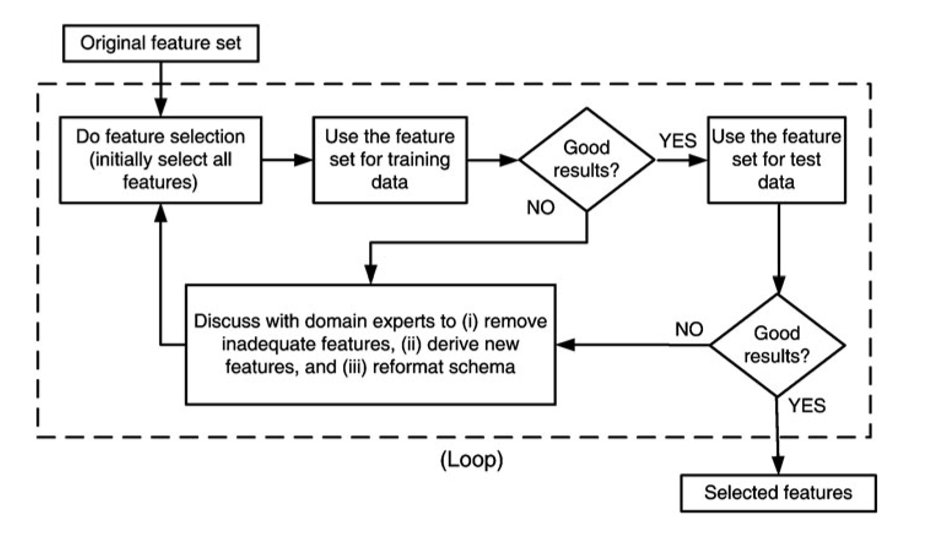 Original feature set
Do feature selection
(initially select all
features)
Use the feature
set for training
data
Good
results?
YES
NO
Use the feature
set for test
data
Discuss with domain experts to (i) remove
inadequate features, (ii) derive new
features, and (iii) reformat schema
NO
Good
results?
YES
(Loop)
Selected features